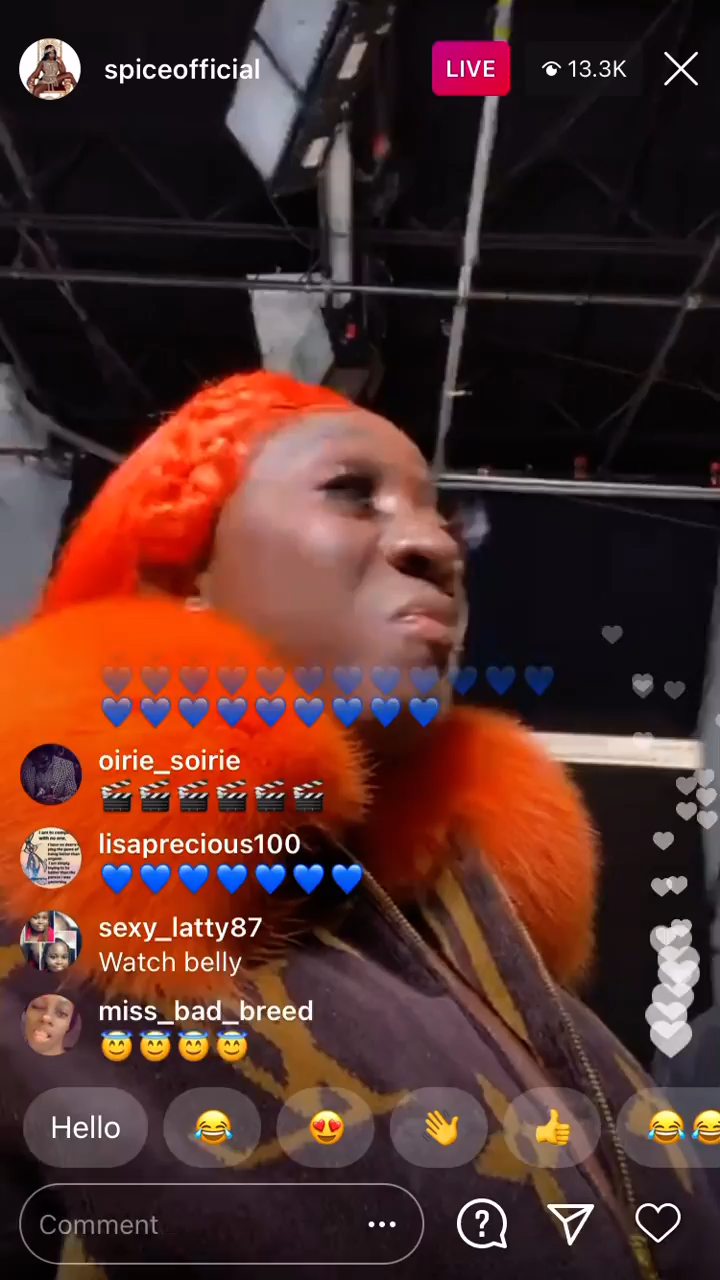 spiceofficial
LIVE
13.3K
oirie_soirie
lisaprecious100
sexy_latty87
Watch belly
miss_bad_breed
Hello
Comment